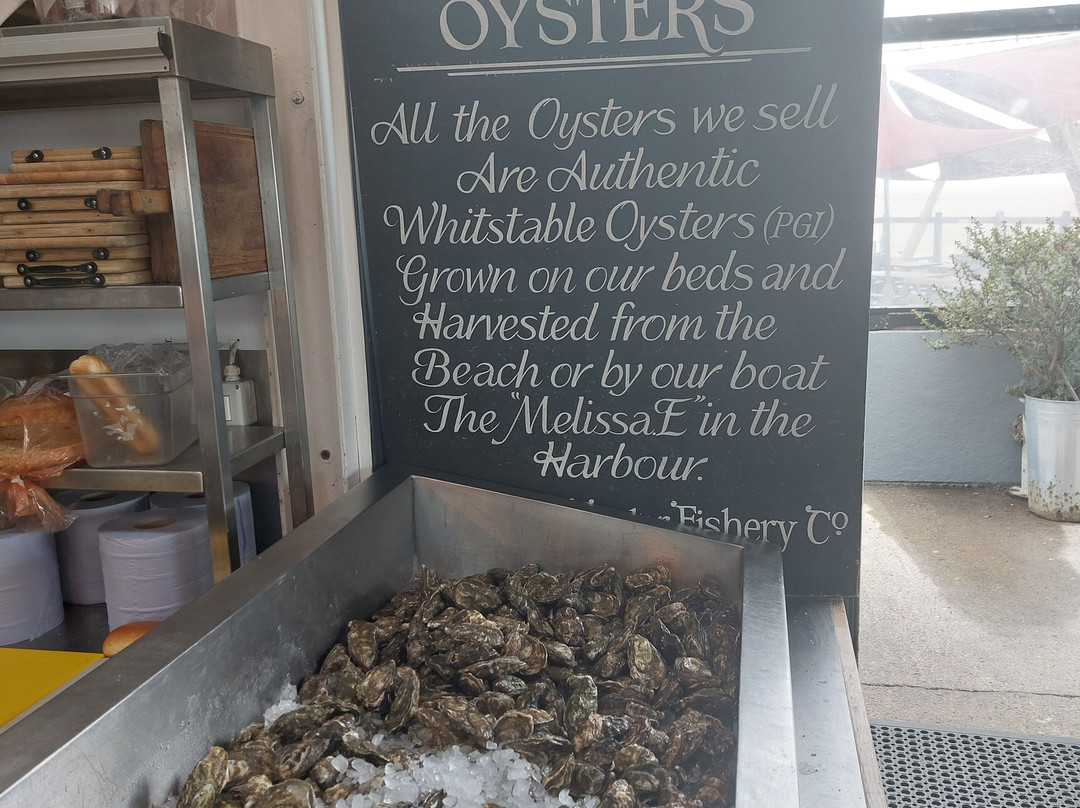 OYSTERS
All the Oysters we sell
Are Authentic
Whitstable Oysters (PGI)
Grown on our beds and
Harvested from the
Beach or by our boat
The "Melissa.E" in the
Harbour.
Fishery Co